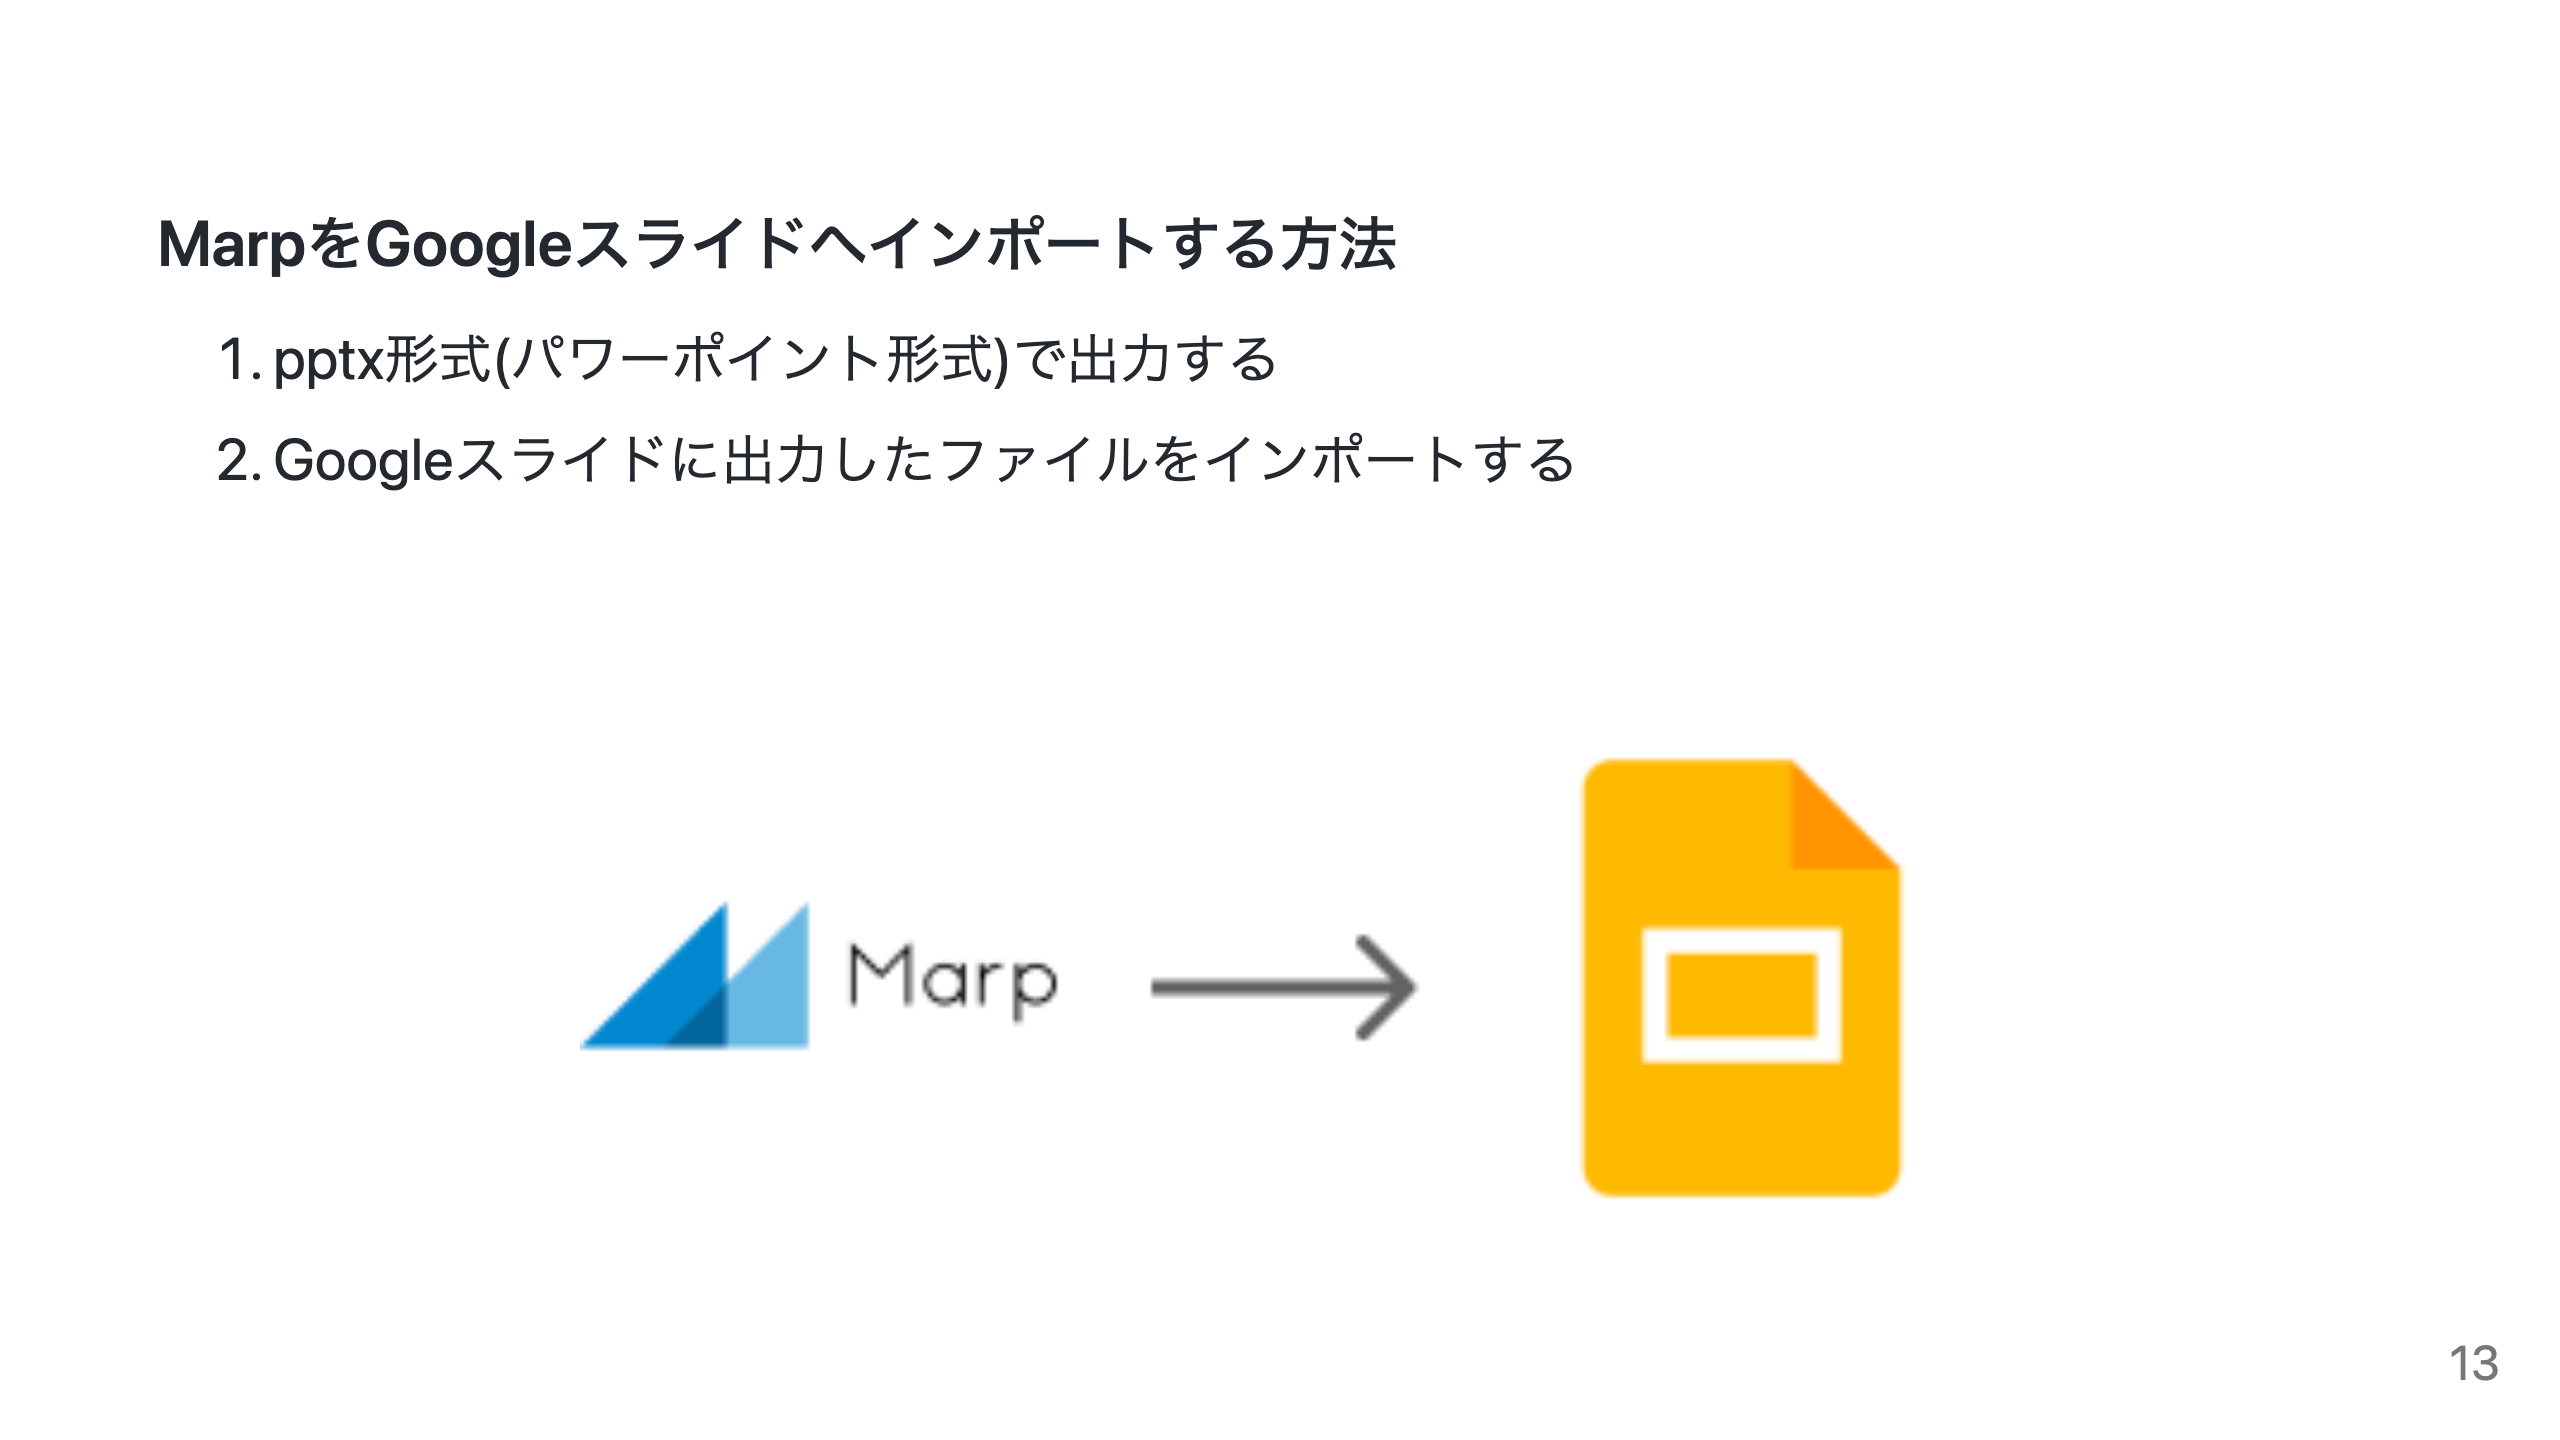 MarpをGoogleスライドへインポートする方法
1. pptx形式(パワーポイント形式)で出力する
2. Googleスライドに出力したファイルをインポートする
Marp
13